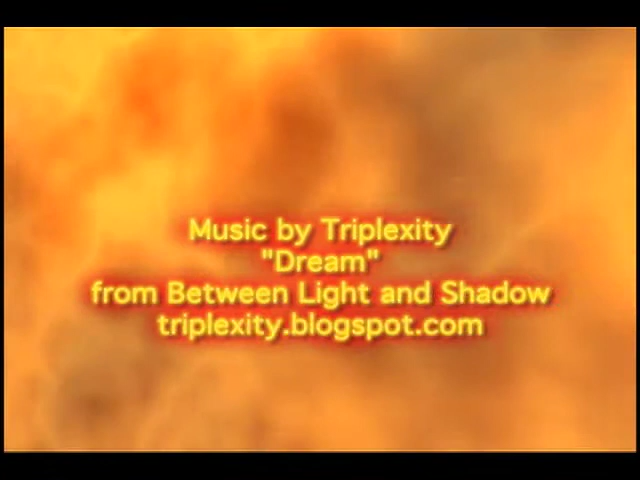 Music by Triplexity
"Dream"
from Between Light and Shadow
triplexity.blogspot.com